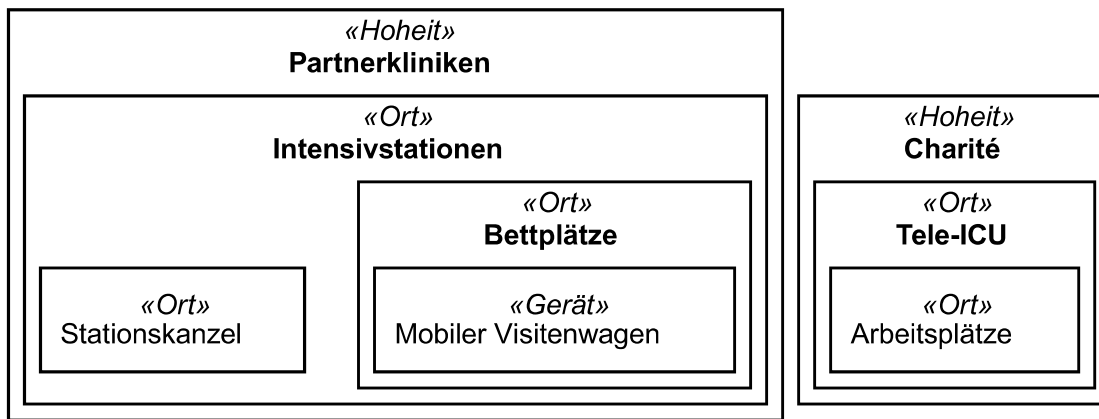 «Hoheit»
Partnerkliniken
«Ort»
Intensivstationen
«Ort»
Bettplätze
«Ort»
Stationskanzel
«Gerät»
Mobiler Visitenwagen
«Hoheit»
Charité
«Ort»
Tele-ICU
«Ort»
Arbeitsplätze